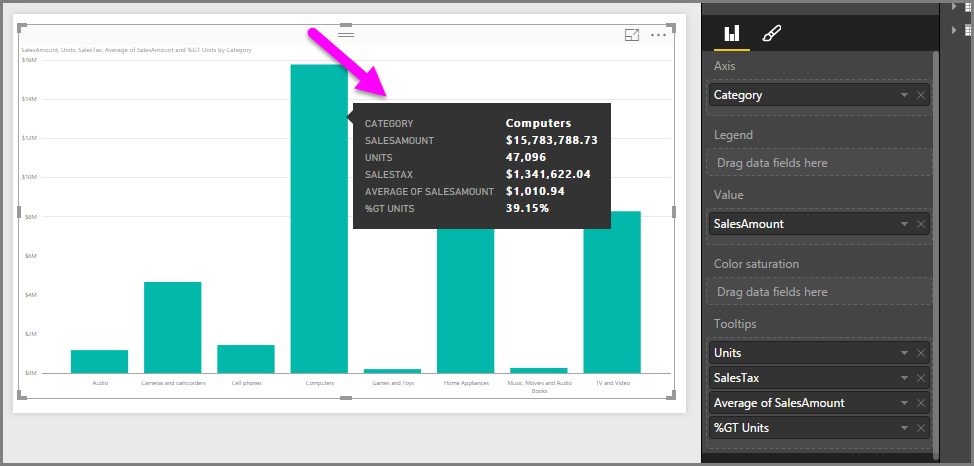 SalesAmount, Units, SalesTax, Average of SalesAmount and %GT Units by Category
$16M
$14M
$12M
$10M
$8M
$6M
$4M
$2M
$0M
Audio
Cameras and camcorders
Cell phones
Computers
Games and Toys
Home Appliances
Music, Movies and Audio
Books
TV and Video
CATEGORY Computers
SALESAMOUNT $15,783,788.73
UNITS 47,096
SALESTAX $1,341,622.04
AVERAGE OF SALESAMOUNT $1,010.94
%GT UNITS 39.15%
Axis
Category
Legend
Drag data fields here
Value
SalesAmount
Color saturation
Drag data fields here
Tooltips
Units
SalesTax
Average of SalesAmount
%GT Units